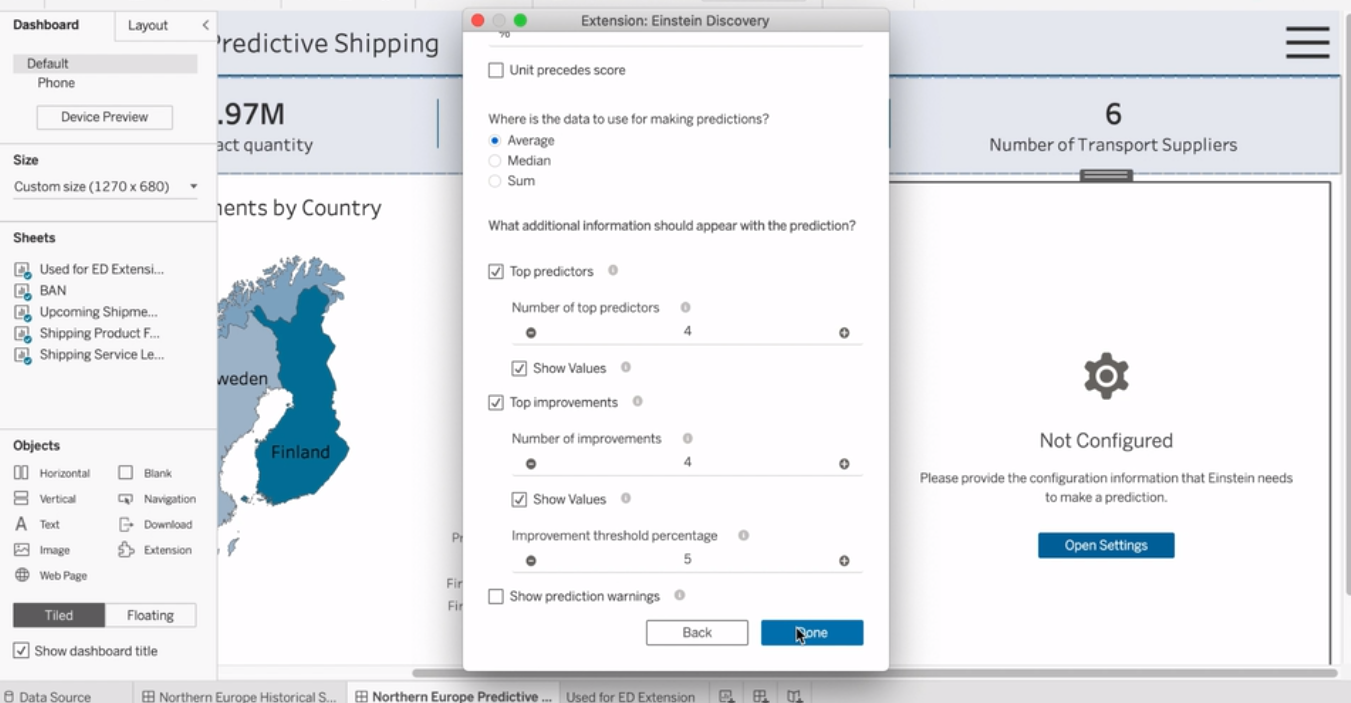 Extension: Einstein Discovery
Dashboard
Layout
Default
Phone
Device Preview
Size
Custom size (1270 x 680)
Sheets
Used for ED Extensi...
BAN
Upcoming Shipme...
Shipping Product F...
Shipping Service Le...
Objects
Horizontal
Blank
Vertical
Navigation
Text
Download
Image
Extension
Web Page
Tiled
Floating
Show dashboard title
Predictive Shipping
.97M
act quantity
6
Number of Transport Suppliers
ents by Country
weden
Finland
Pr
Fir
Fir
%
Unit precedes score
Where is the data to use for making predictions?
Average
Median
Sum
What additional information should appear with the prediction?
Top predictors
Number of top predictors
4
Show Values
Top improvements
Number of improvements
4
Show Values
Improvement threshold percentage
5
Show prediction warnings
Back
Done
Not Configured
Please provide the configuration information that Einstein needs
to make a prediction.
Open Settings
Data Source
Northern Europe Historical S...
Northern Europe Predictive ...
Used for ED Extension